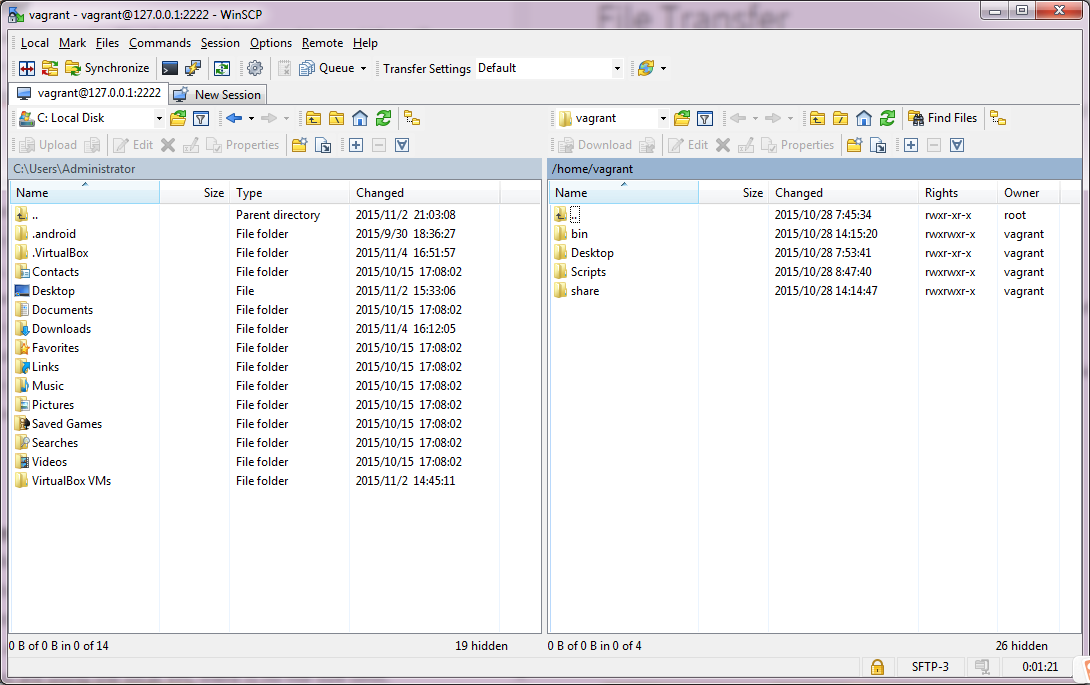 vagrant - vagrant@127.0.0.1:2222 - WinSCP
File Transfer
Local Mark Files Commands Session Options Remote Help
Synchronize Queue Transfer Settings Default
vagrant@127.0.0.1:2222 New Session
C: Local Disk vagrant Find Files
Upload Edit Properties Download Edit Properties
C:\Users\Administrator /home/vagrant
Name Size Type Changed Name Size Changed Rights Owner
.. Parent directory 2015/11/2 21:03:08 .. 2015/10/28 7:45:34 rwxr-xr-x root
.android File folder 2015/9/30 18:36:27 bin 2015/10/28 14:15:20 rwxrwxr-x vagrant
.VirtualBox File folder 2015/11/4 16:51:57 Desktop 2015/10/28 7:53:41 rwxr-xr-x vagrant
Contacts File folder 2015/10/15 17:08:02 Scripts 2015/10/28 8:47:40 rwxrwxr-x vagrant
Desktop File 2015/11/2 15:33:06 share 2015/10/28 14:14:47 rwxrwxr-x vagrant
Documents File folder 2015/10/15 17:08:02
Downloads File folder 2015/11/4 16:12:05
Favorites File folder 2015/10/15 17:08:02
Links File folder 2015/10/15 17:08:02
Music File folder 2015/10/15 17:08:02
Pictures File folder 2015/10/15 17:08:02
Saved Games File folder 2015/10/15 17:08:02
Searches File folder 2015/10/15 17:08:02
Videos File folder 2015/10/15 17:08:02
VirtualBox VMs File folder 2015/11/2 14:45:11
0 B of 0 B in 0 of 14 19 hidden 0 B of 0 B in 0 of 4 26 hidden
SFTP-3 0:01:21